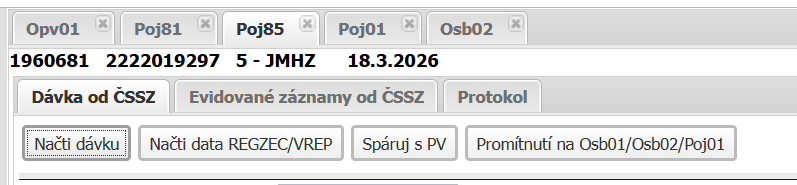 Opv01 Poj81 Poj85 Poj01 Osb02
1960681 2222019297 5 - JMHZ 18.3.2026
Dávka od ČSSZ Evidované záznamy od ČSSZ Protokol
Načti dávku Načti data REGZEC/VREP Spáruj s PV Promítnutí na Osb01/Osb02/Poj01